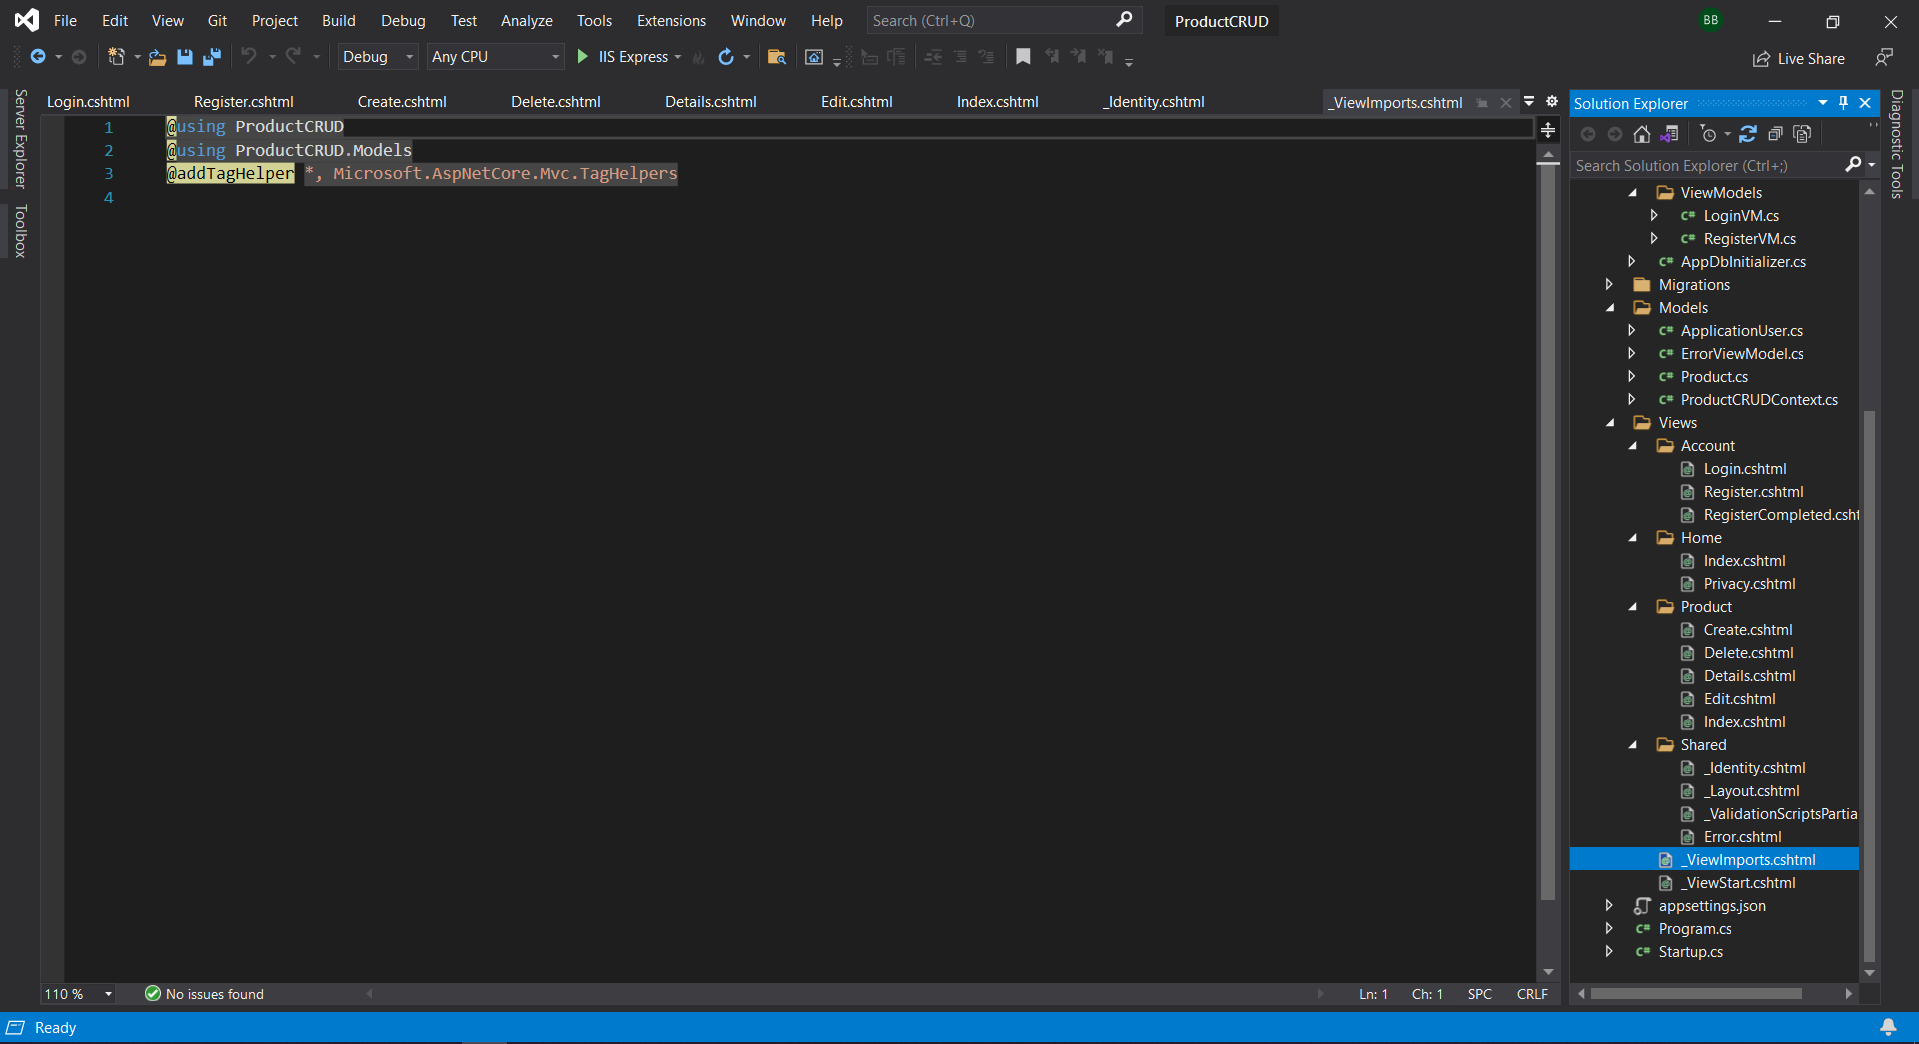 File Edit View Git Project Build Debug Test Analyze Tools Extensions Window Help Search (Ctrl+Q) ProductCRUD BB
Debug Any CPU IIS Express Live Share
Server Explorer
Toolbox
Login.cshtml Register.cshtml Create.cshtml Delete.cshtml Details.cshtml Edit.cshtml Index.cshtml _Identity.cshtml _ViewImports.cshtml
1 @using ProductCRUD
2 @using ProductCRUD.Models
3 @addTagHelper *, Microsoft.AspNetCore.Mvc.TagHelpers
4
110 % No issues found Ln: 1 Ch: 1 SPC CRLF
Solution Explorer
Search Solution Explorer (Ctrl+;)
ViewModels
C# LoginVM.cs
C# RegisterVM.cs
C# AppDbInitializer.cs
Migrations
Models
C# ApplicationUser.cs
C# ErrorViewModel.cs
C# Product.cs
C# ProductCRUDContext.cs
Views
Account
Login.cshtml
Register.cshtml
RegisterCompleted.csht
Home
Index.cshtml
Privacy.cshtml
Product
Create.cshtml
Delete.cshtml
Details.cshtml
Edit.cshtml
Index.cshtml
Shared
_Identity.cshtml
_Layout.cshtml
_ValidationScriptsPartia
Error.cshtml
_ViewImports.cshtml
_ViewStart.cshtml
appsettings.json
C# Program.cs
C# Startup.cs
Diagnostic Tools
Ready